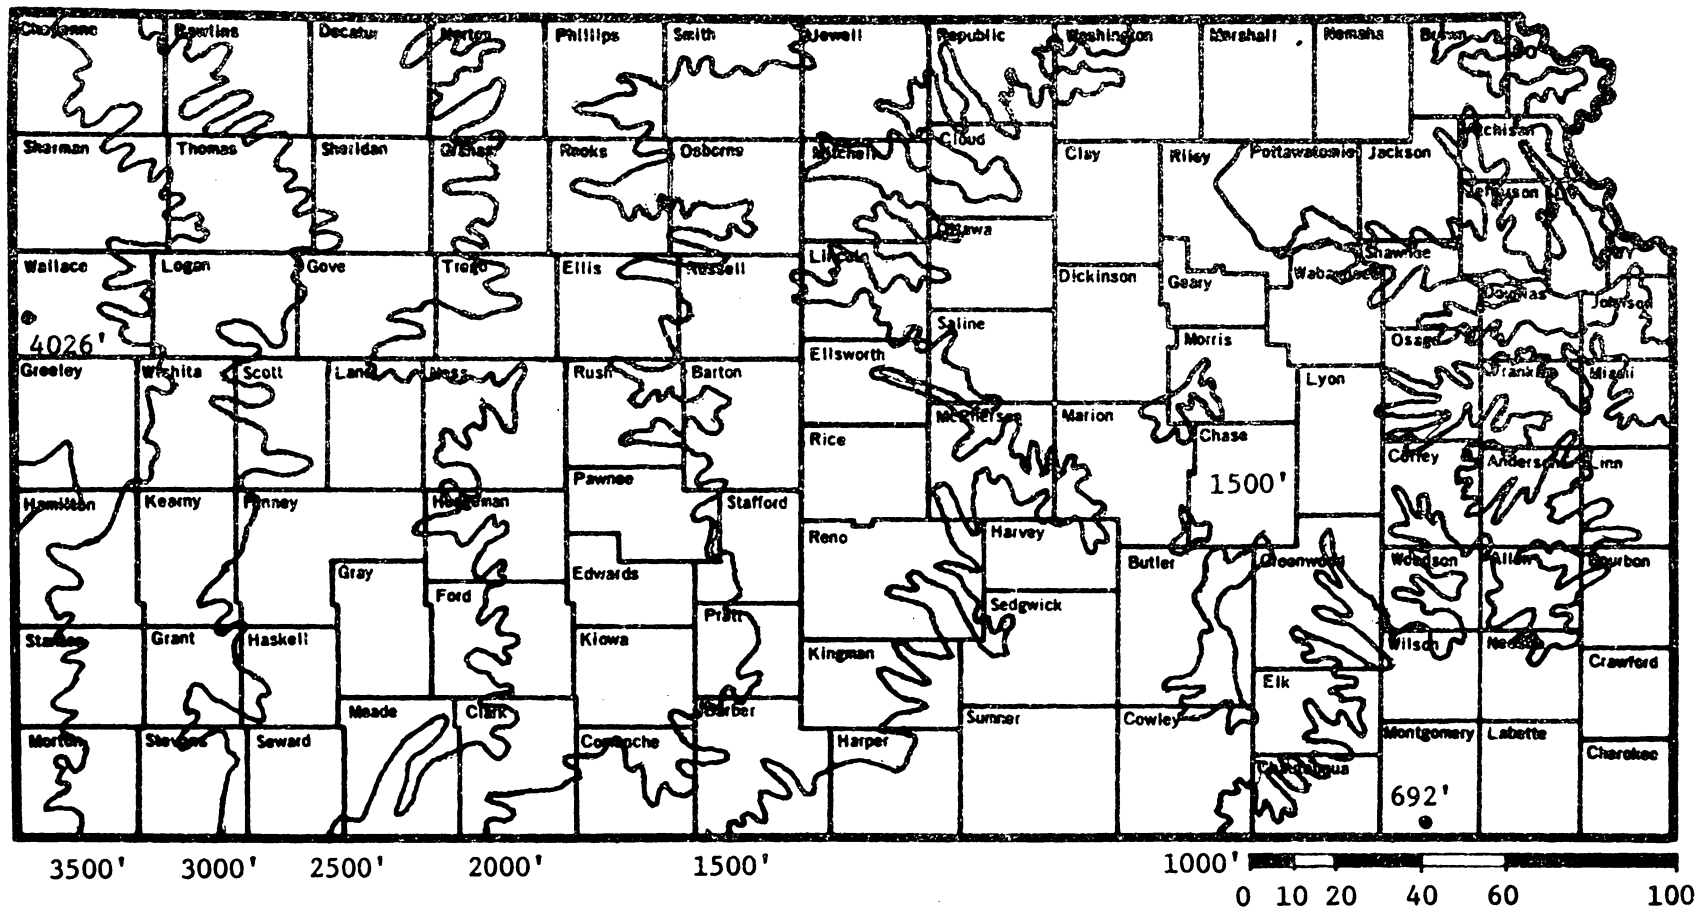 Cheyenne Rawlins Decatur Norton Phillips Smith Jewell Republic Washington Marshall Nemaha Brown
Sherman Thomas Sheridan Graham Rooks Osborne Mitchell Cloud Clay Riley Pottawatomie Jackson Atchison
Jefferson
Ottawa
Wallace Logan Gove Trego Ellis Russell Lincoln Dickinson Geary Wabaunsee Shawnee
Douglas Johnson
4026'
Saline Morris Osage
Greeley Wichita Scott Lane Ness Rush Barton Ellsworth Lyon Franklin Miami
McPherson Marion
Rice Chase
Pawnee 1500' Coffey Anderson Linn
Hamilton Kearny Finney Hodgeman Stafford
Reno Harvey
Gray Edwards Butler Greenwood Woodson Allen Bourbon
Ford Pratt Sedgwick
Stanton Grant Haskell Kiowa Kingman Wilson Neosho
Crawford
Elk
Meade Clark Barber Sumner Cowley
Morton Stevens Seward Comanche Harper Montgomery Labette
Cherokee
Chautauqua
692'
3500' 3000' 2500' 2000' 1500' 1000'
0 10 20 40 60 100